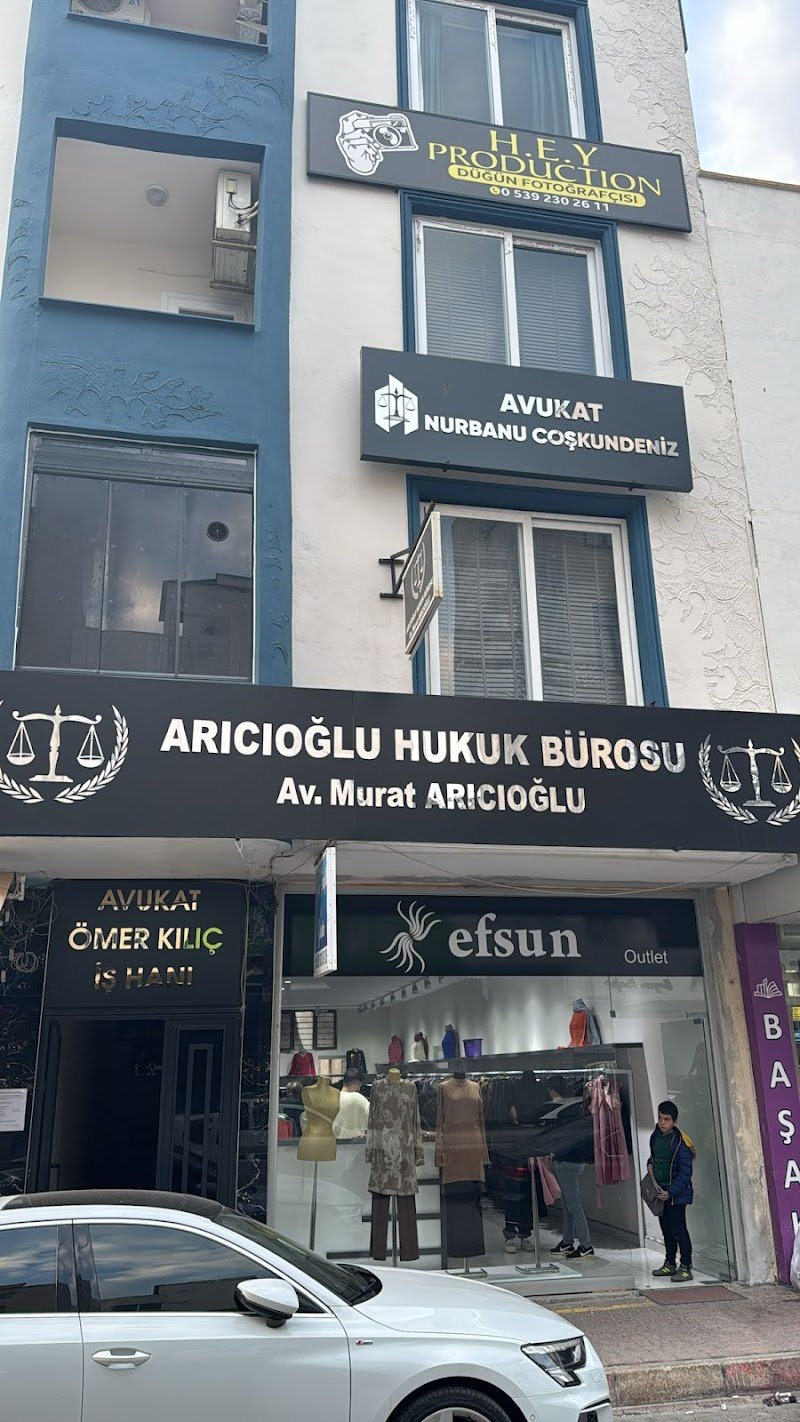 H.E.Y
PRODUCTION
DÜĞÜN FOTOĞRAFÇISI
0 539 230 26 11
AVUKAT
NURBANU COŞKUNDENİZ
ARICIOĞLU HUKUK BÜROSU
Av. Murat ARICIOĞLU
AVUKAT
ÖMER KILIÇ
İŞ HANI
efsun
Outlet
BAŞA